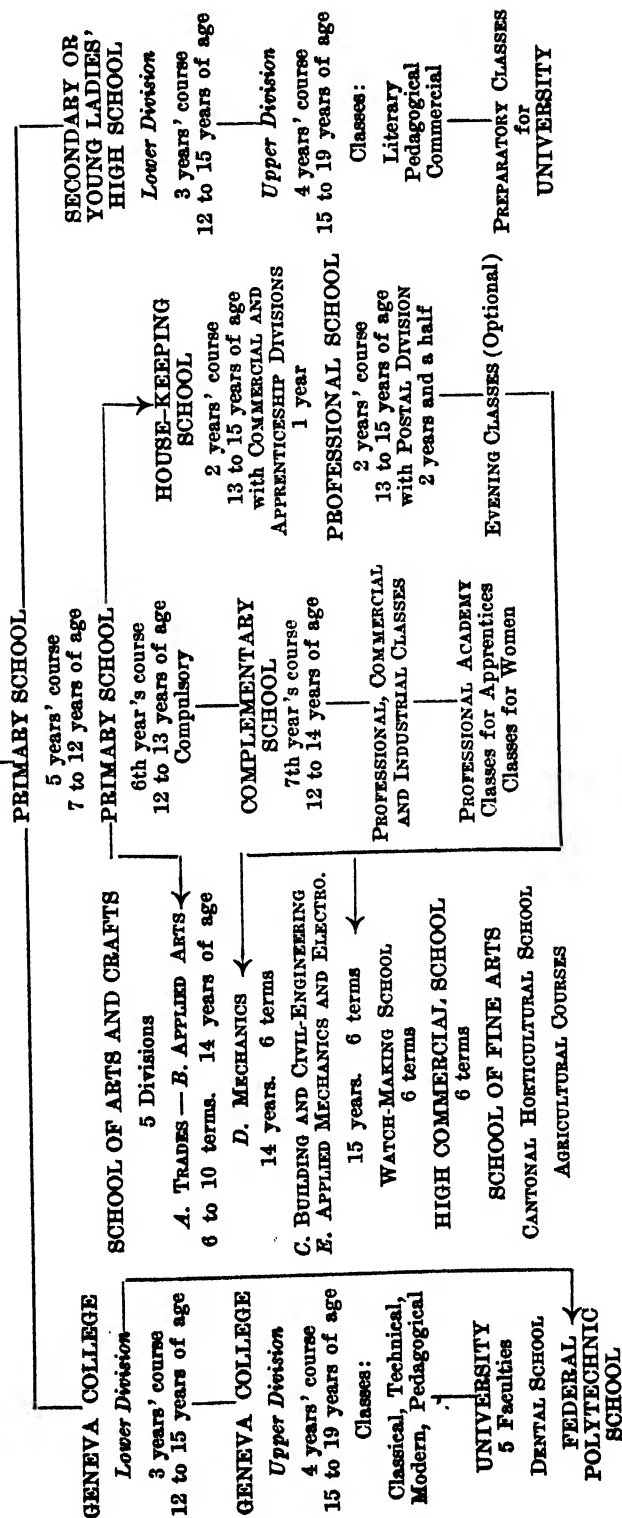 PRIMARY SCHOOL
5 years' course
7 to 12 years of age
PRIMARY SCHOOL
6th year's course
12 to 13 years of age
Compulsory
COMPLEMENTARY
SCHOOL
7th year's course
12 to 14 years of age
PROFESSIONAL, COMMERCIAL
AND INDUSTRIAL CLASSES
PROFESSIONAL ACADEMY
Classes for Apprentices
Classes for Women
GENEVA COLLEGE
Lower Division
3 years' course
12 to 15 years of age
GENEVA COLLEGE
Upper Division
4 years' course
15 to 19 years of age
Classes:
Classical, Technical,
Modern, Pedagogical
UNIVERSITY
5 Faculties
DENTAL SCHOOL
FEDERAL
POLYTECHNIC
SCHOOL
SCHOOL OF ARTS AND CRAFTS
5 Divisions
A. TRADES — B. APPLIED ARTS
6 to 10 terms. 14 years of age
D. MECHANICS
14 years. 6 terms
C. BUILDING AND CIVIL-ENGINEERING
E. APPLIED MECHANICS AND ELECTRO.
15 years. 6 terms
WATCH-MAKING SCHOOL
6 terms
HIGH COMMERCIAL SCHOOL
6 terms
SCHOOL OF FINE ARTS
CANTONAL HORTICULTURAL SCHOOL
AGRICULTURAL COURSES
HOUSE-KEEPING
SCHOOL
2 years' course
13 to 15 years of age
with COMMERCIAL AND
APPRENTICESHIP DIVISIONS
1 year
PROFESSIONAL SCHOOL
2 years' course
13 to 15 years of age
with POSTAL DIVISION
2 years and a half
EVENING CLASSES (Optional)
SECONDARY OR
YOUNG LADIES'
HIGH SCHOOL
Lower Division
3 years' course
12 to 15 years of age
Upper Division
4 years' course
15 to 19 years of age
Classes:
Literary
Pedagogical
Commercial
PREPARATORY CLASSES
for
UNIVERSITY